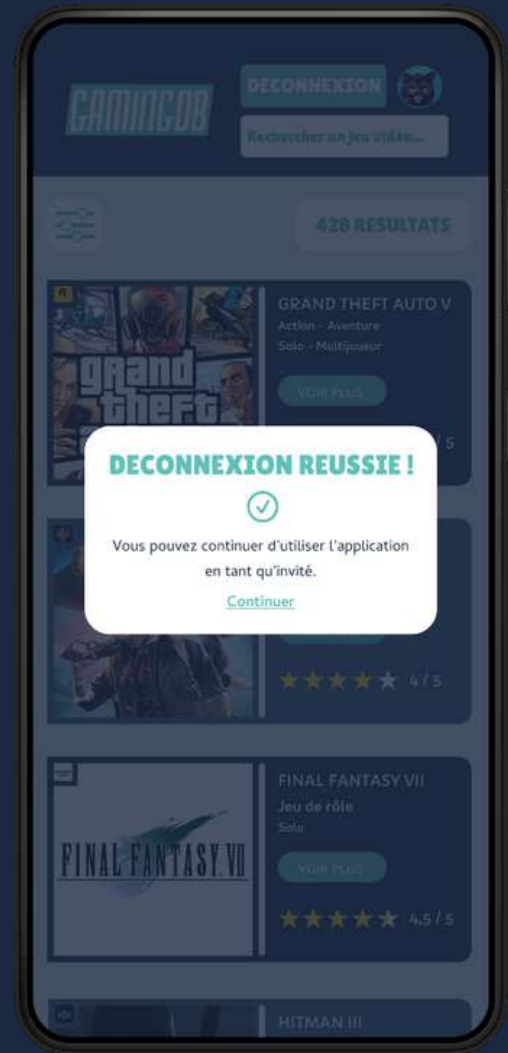 GAMINGDB
DECONNEXION
Rechercher un jeu vidéo...
428 RESULTATS
GRAND THEFT AUTO V
Action - Aventure
Solo - Multijoueur
VOIR PLUS
grand
theft
/ 5
DECONNEXION REUSSIE !
Vous pouvez continuer d'utiliser l'application
en tant qu'invité.
Continuer
4 / 5
FINAL FANTASY VII
Jeu de rôle
Solo
FINAL FANTASY VII
VOIR PLUS
4.5 / 5
HITMAN III